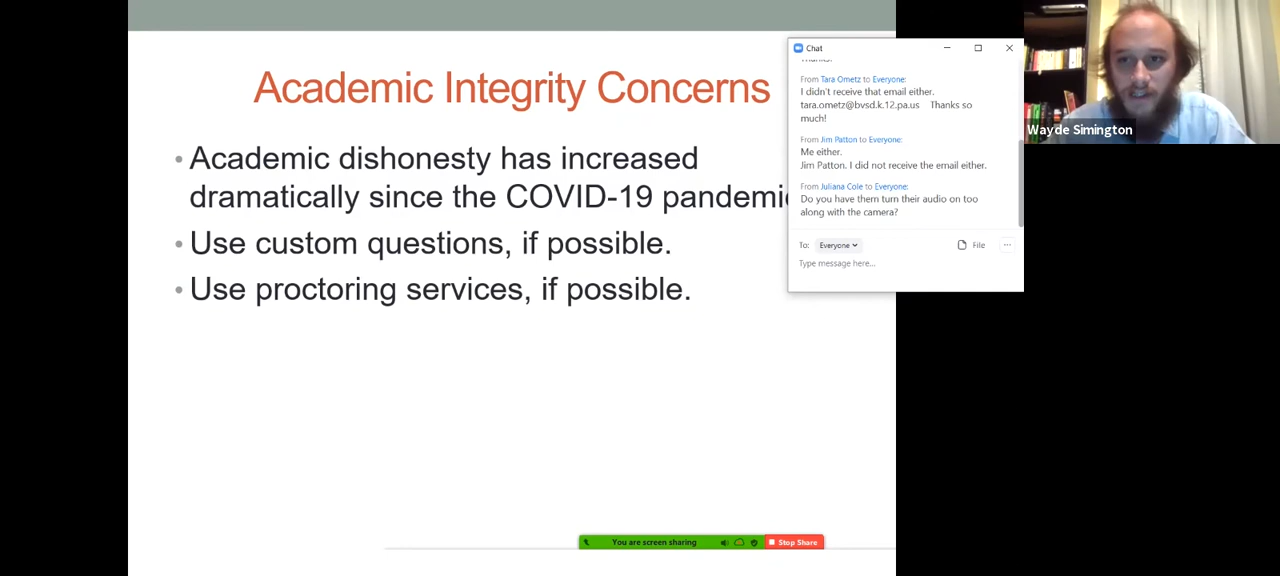 Academic Integrity Concerns
• Academic dishonesty has increased
dramatically since the COVID-19
• Use custom questions, if possible.
• Use proctoring services, if possible.
Chat
From Tara Ometz to Everyone:
I didn't receive that email either.
tara.ometz@bvsd.k.12.pa.us Thanks so
much!
From Jim Patton to Everyone:
Me either.
Jim Patton. I did not receive the email either.
From Juliana Cole to Everyone:
Do you have them turn their audio on too
along with the camera?
To: Everyone File
Type message here...
Wayde Simington
You are screen sharing Stop Share